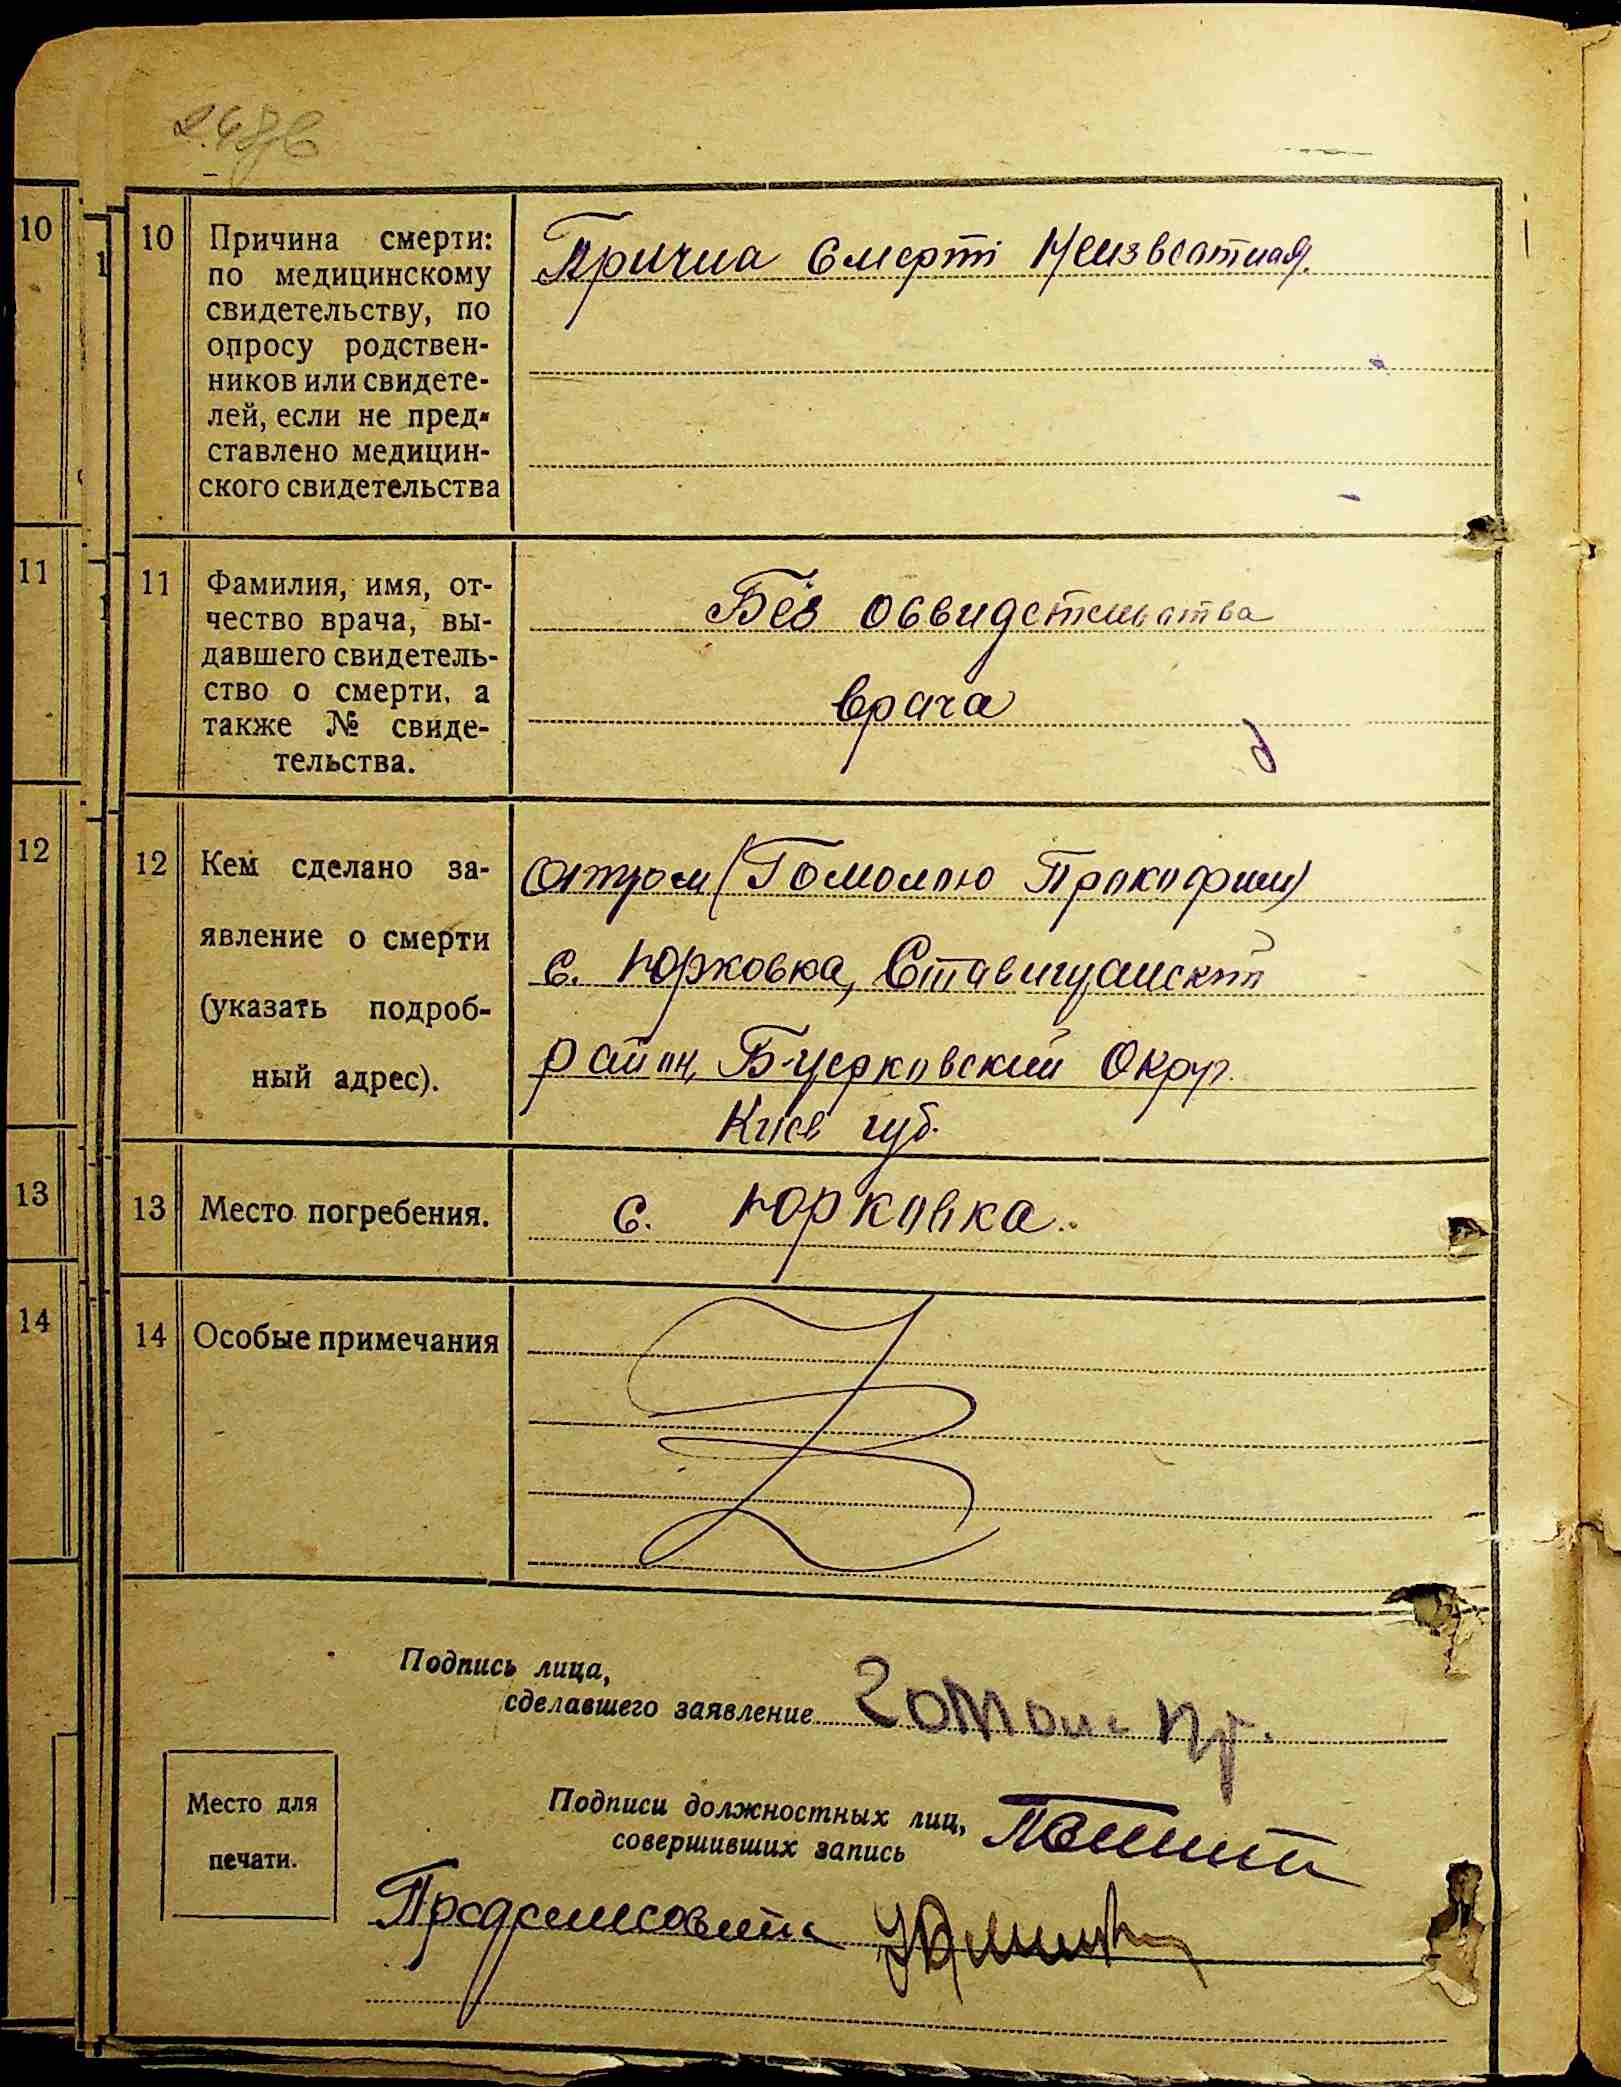 10
11
12
13
14
10 Причина смерти:
по медицинскому
свидетельству, по
опросу родствен-
ников или свидете-
лей, если не пред-
ставлено медицин-
ского свидетельства
Причиа Смерті Неизвестная.
11 Фамилия, имя, от-
чество врача, вы-
давшего свидетель-
ство о смерти, а
также № свиде-
тельства.
Без освидетельства
врача
12 Кем сделано за-
явление о смерти
(указать подроб-
ный адрес).
с. Юрковка, Ставищанский
район, Б-Церковский Округ.
Киев губ.
13 Место погребения.
с. Юрковка.
14 Особые примечания
Подпись лица,
сделавшего заявление
Место для
печати.
Подписи должностных лиц,
совершивших запись